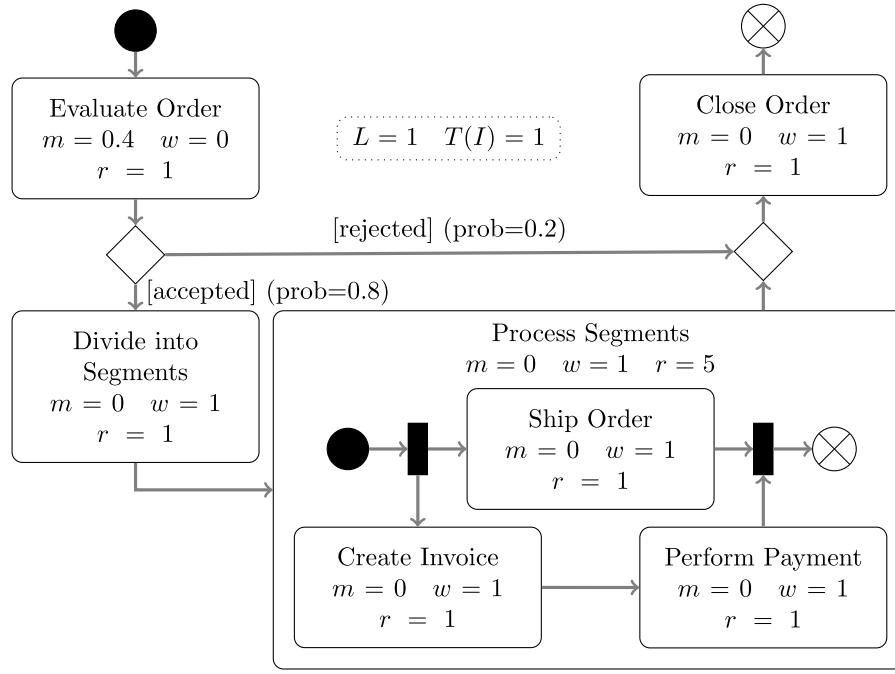 Evaluate Order
m = 0.4 w = 0
r = 1
L = 1 T(I) = 1
Close Order
m = 0 w = 1
r = 1
[rejected] (prob=0.2)
[accepted] (prob=0.8)
Divide into
Segments
m = 0 w = 1
r = 1
Process Segments
m = 0 w = 1 r = 5
Ship Order
m = 0 w = 1
r = 1
Create Invoice
m = 0 w = 1
r = 1
Perform Payment
m = 0 w = 1
r = 1